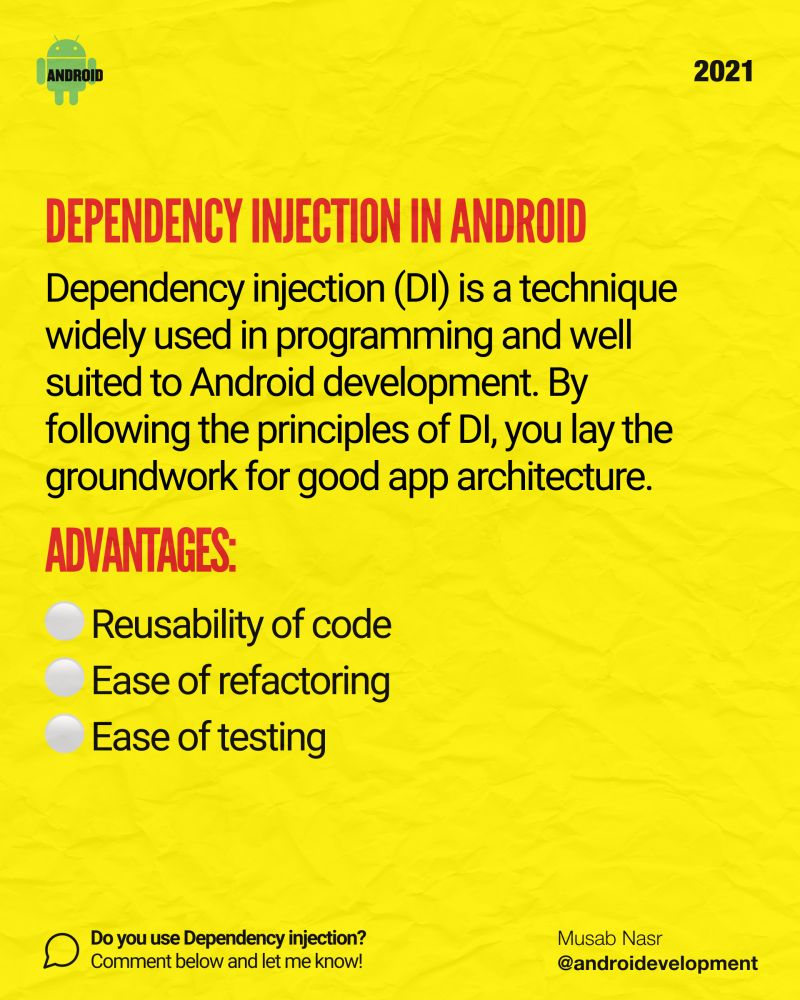 ANDROID
2021
DEPENDENCY INJECTION IN ANDROID
Dependency injection (DI) is a technique
widely used in programming and well
suited to Android development. By
following the principles of DI, you lay the
groundwork for good app architecture.
ADVANTAGES:
Reusability of code
Ease of refactoring
Ease of testing
Do you use Dependency injection?
Comment below and let me know!
Musab Nasr
@androidevelopment